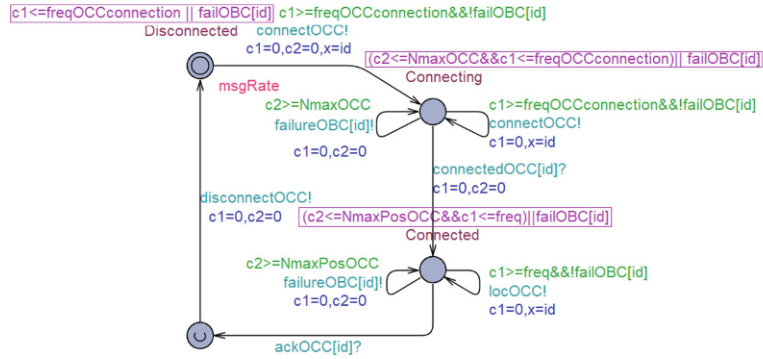 c1<=freqOCCconnection || failOBC[id]
c1>=freqOCCconnection&&!failOBC[id]
Disconnected
connectOCC!
c1=0,c2=0,x=id
(c2<=NmaxOCC&&c1<=freqOCCconnection)|| failOBC[id]
Connecting
msgRate
c2>=NmaxOCC
failureOBC[id]!
c1=0,c2=0
c1>=freqOCCconnection&&!failOBC[id]
connectOCC!
c1=0,x=id
connectedOCC[id]?
c1=0,c2=0
disconnectOCC!
c1=0,c2=0
(c2<=NmaxPosOCC&&c1<=freq)||failOBC[id]
Connected
c2>=NmaxPosOCC
failureOBC[id]!
c1=0,c2=0
c1>=freq&&!failOBC[id]
locOCC!
c1=0,x=id
C
ackOCC[id]?